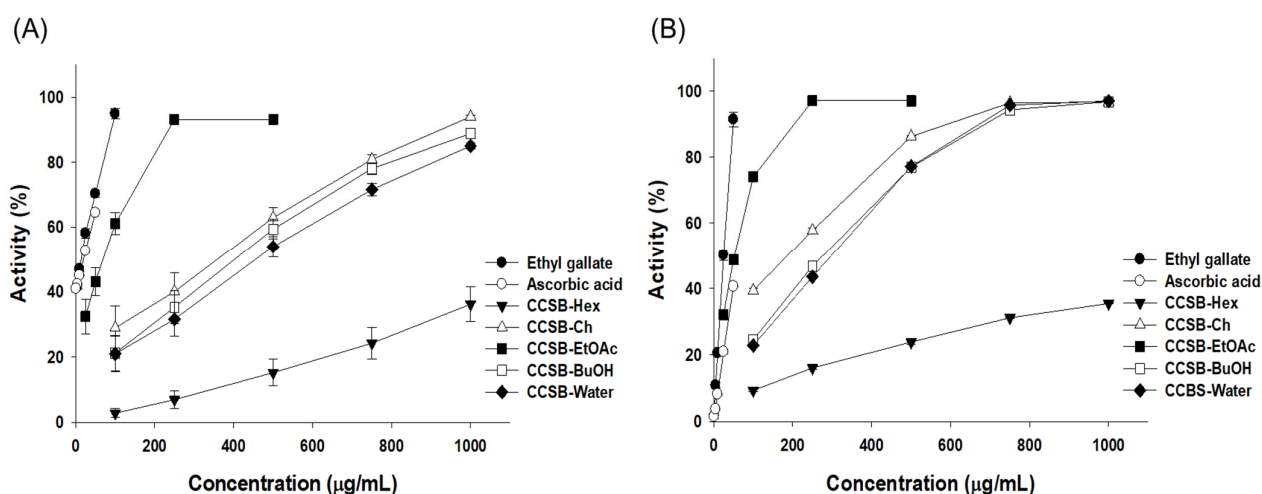 (A)
Activity (%)
100
80
60
40
20
0
0 200 400 600 800 1000
Concentration (μg/mL)
Ethyl gallate
Ascorbic acid
CCSB-Hex
CCSB-Ch
CCSB-EtOAc
CCSB-BuOH
CCSB-Water
(B)
Activity (%)
100
80
60
40
20
0
0 200 400 600 800 1000
Concentration (μg/mL)
Ethyl gallate
Ascorbic acid
CCSB-Hex
CCSB-Ch
CCSB-EtOAc
CCSB-BuOH
CCBS-Water